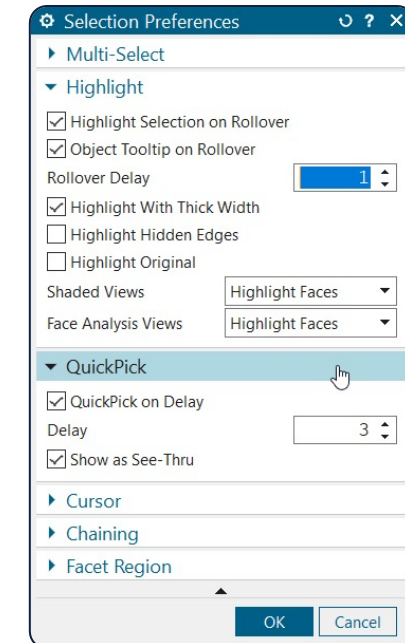 Selection Preferences ?
Multi-Select
Highlight
Highlight Selection on Rollover
Object Tooltip on Rollover
Rollover Delay 1
Highlight With Thick Width
Highlight Hidden Edges
Highlight Original
Shaded Views Highlight Faces
Face Analysis Views Highlight Faces
QuickPick
QuickPick on Delay
Delay 3
Show as See-Thru
Cursor
Chaining
Facet Region
OK Cancel